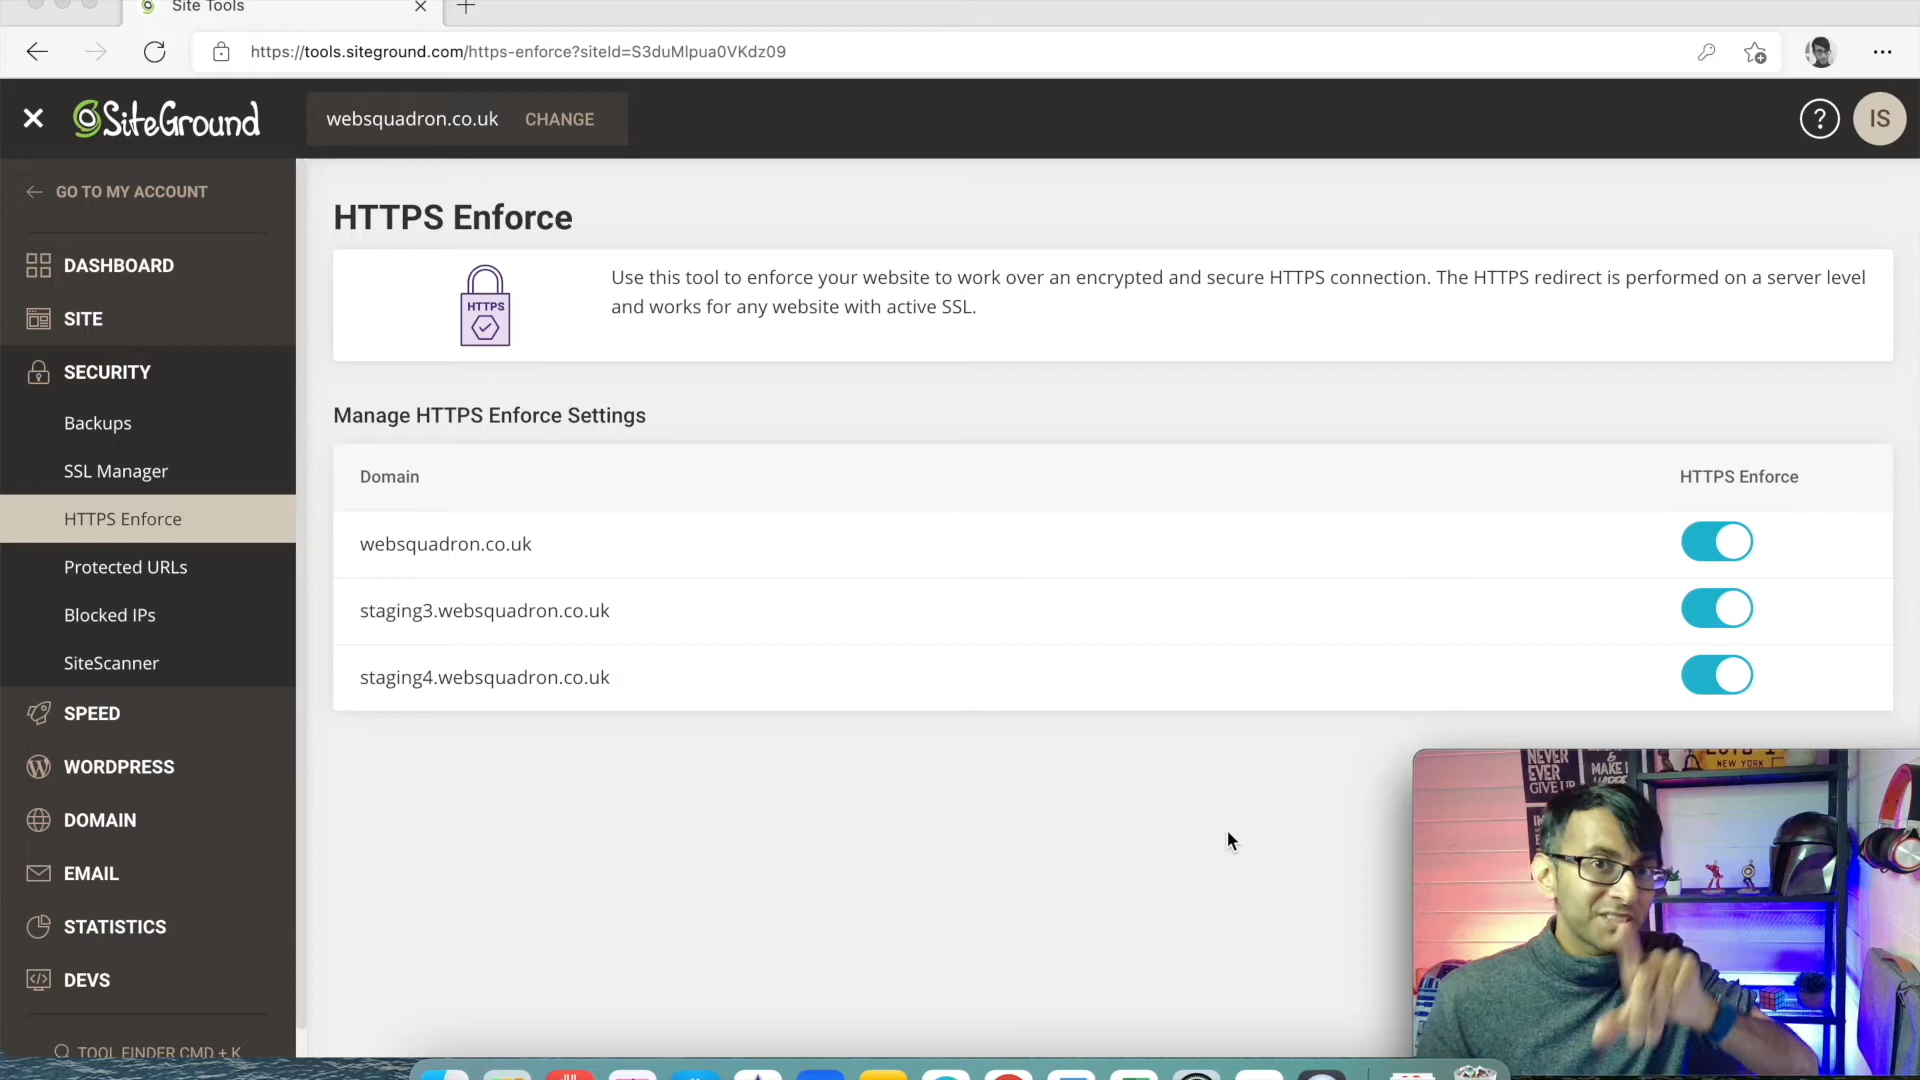 Site Tools
https://tools.siteground.com/https-enforce?siteId=S3duMlpua0VKdz09
SiteGround
websquadron.co.uk CHANGE
? IS
GO TO MY ACCOUNT
DASHBOARD
SITE
SECURITY
Backups
SSL Manager
HTTPS Enforce
Protected URLs
Blocked IPs
SiteScanner
SPEED
WORDPRESS
DOMAIN
EMAIL
STATISTICS
DEVS
TOOL FINDER CMD + K
HTTPS Enforce
HTTPS
Use this tool to enforce your website to work over an encrypted and secure HTTPS connection. The HTTPS redirect is performed on a server level
and works for any website with active SSL.
Manage HTTPS Enforce Settings
Domain HTTPS Enforce
websquadron.co.uk
staging3.websquadron.co.uk
staging4.websquadron.co.uk
NEVER
EVER
GIVE UP
MAKE
NEW YORK